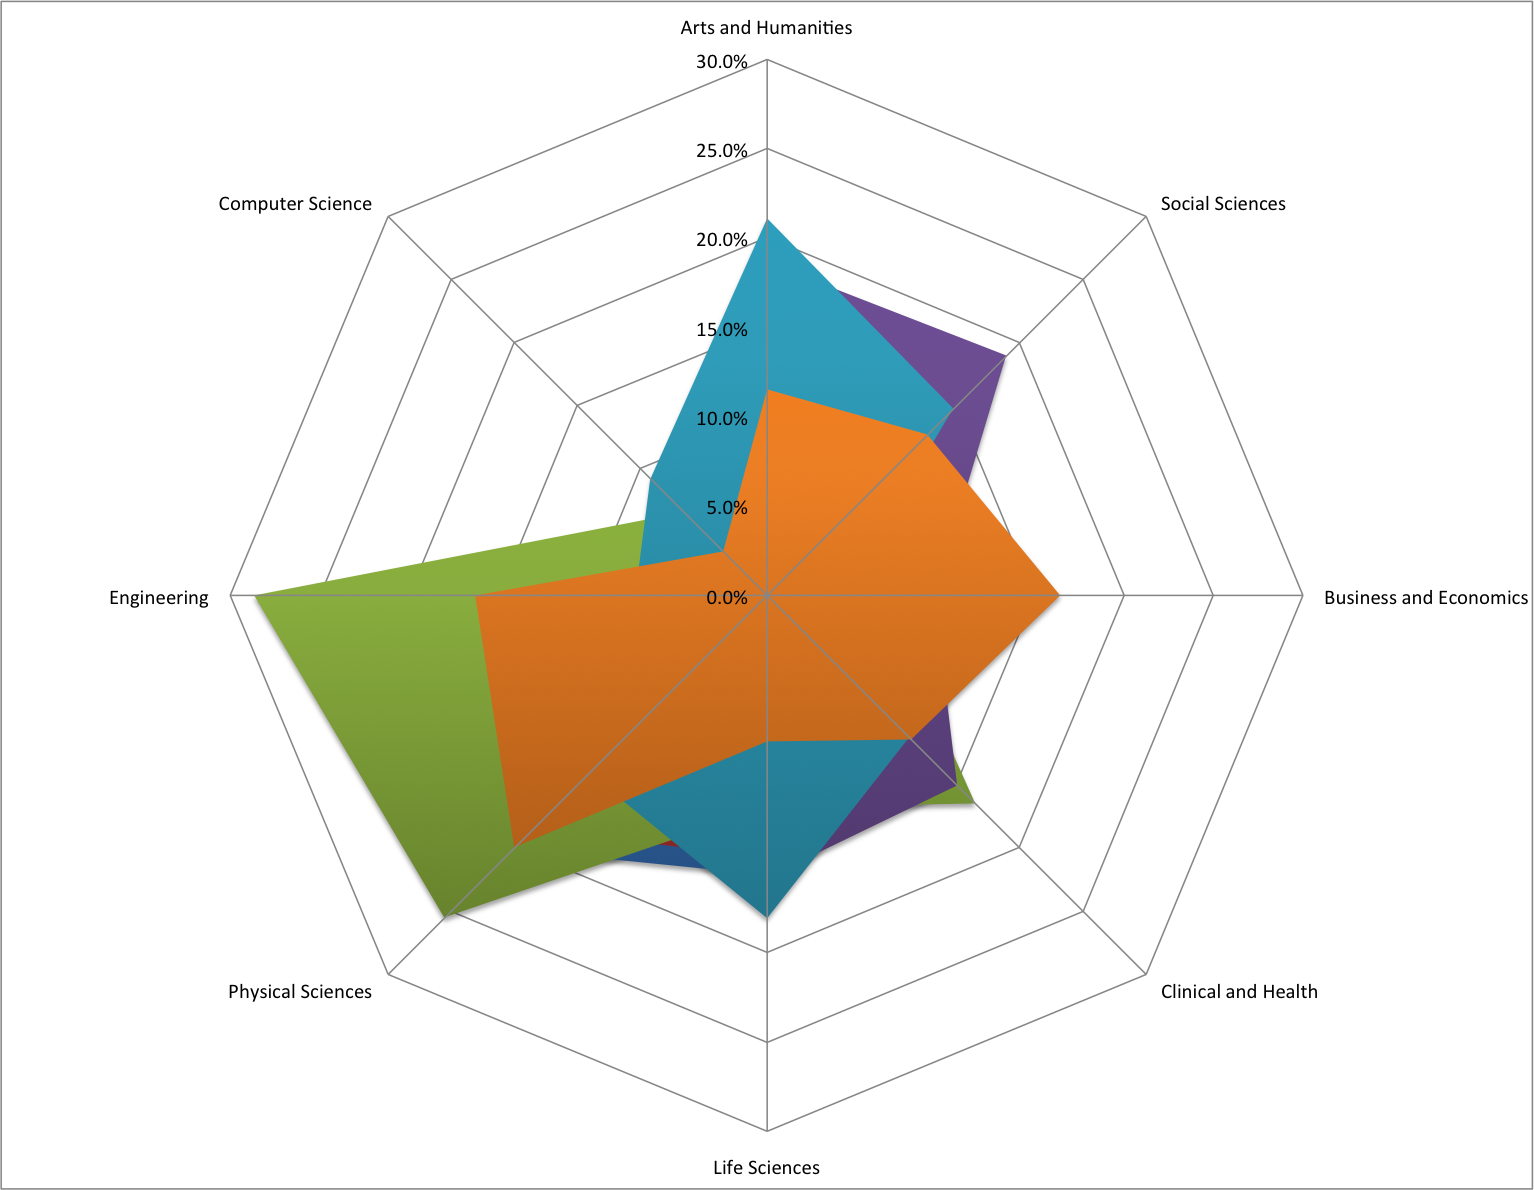 Arts and Humanities
30.0%
25.0%
Computer Science
Social Sciences
20.0%
15.0%
10.0%
5.0%
Engineering
0.0%
Business and Economics
Physical Sciences
Clinical and Health
Life Sciences